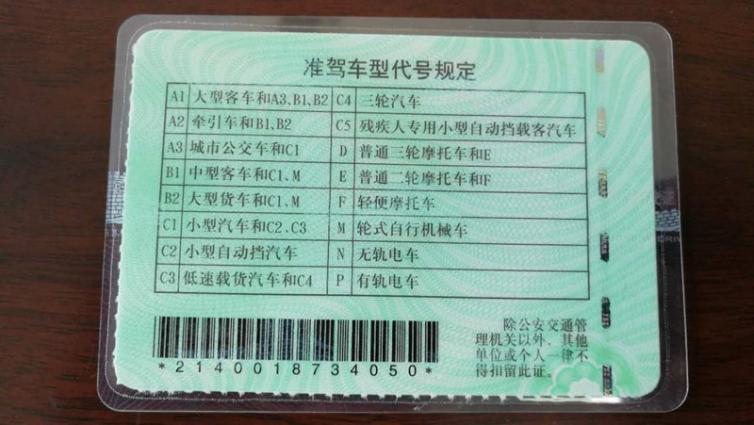 准驾车型代号规定
A1 大型客车和A3、B1、B2 C4 三轮汽车
A2 牵引车和B1、B2 C5 残疾人专用小型自动挡载客汽车
A3 城市公交车和C1 D 普通三轮摩托车和E
B1 中型客车和C1、M E 普通二轮摩托车和F
B2 大型货车和C1、M F 轻便摩托车
C1 小型汽车和C2、C3 M 轮式自行机械车
C2 小型自动挡汽车 N 无轨电车
C3 低速载货汽车和C4 P 有轨电车
*2140018734050*
除公安交通管
理机关以外、其他
单位或个人一律不
得扣留此证。